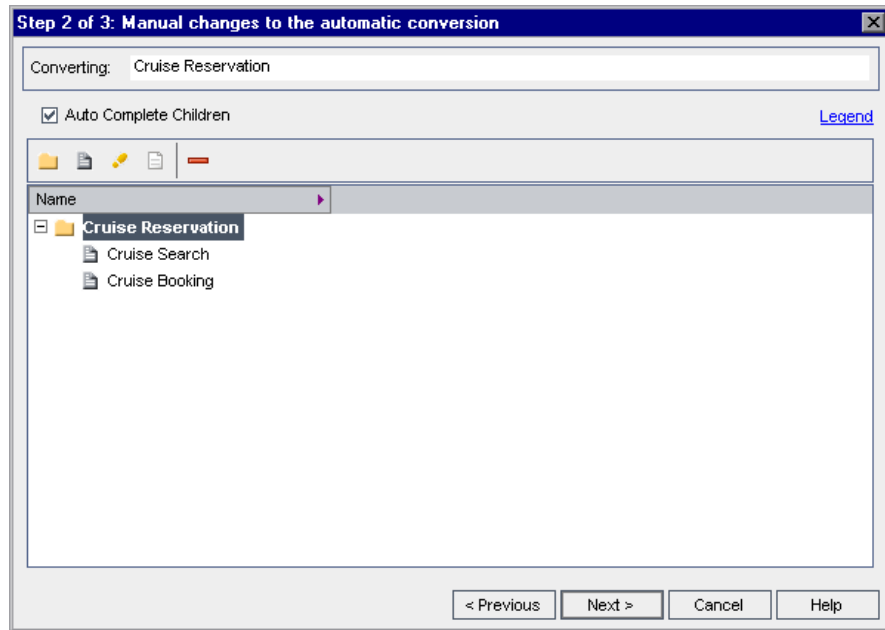 Step 2 of 3: Manual changes to the automatic conversion
Converting: Cruise Reservation
Auto Complete Children
Legend
Name
Cruise Reservation
Cruise Search
Cruise Booking
< Previous Next > Cancel Help